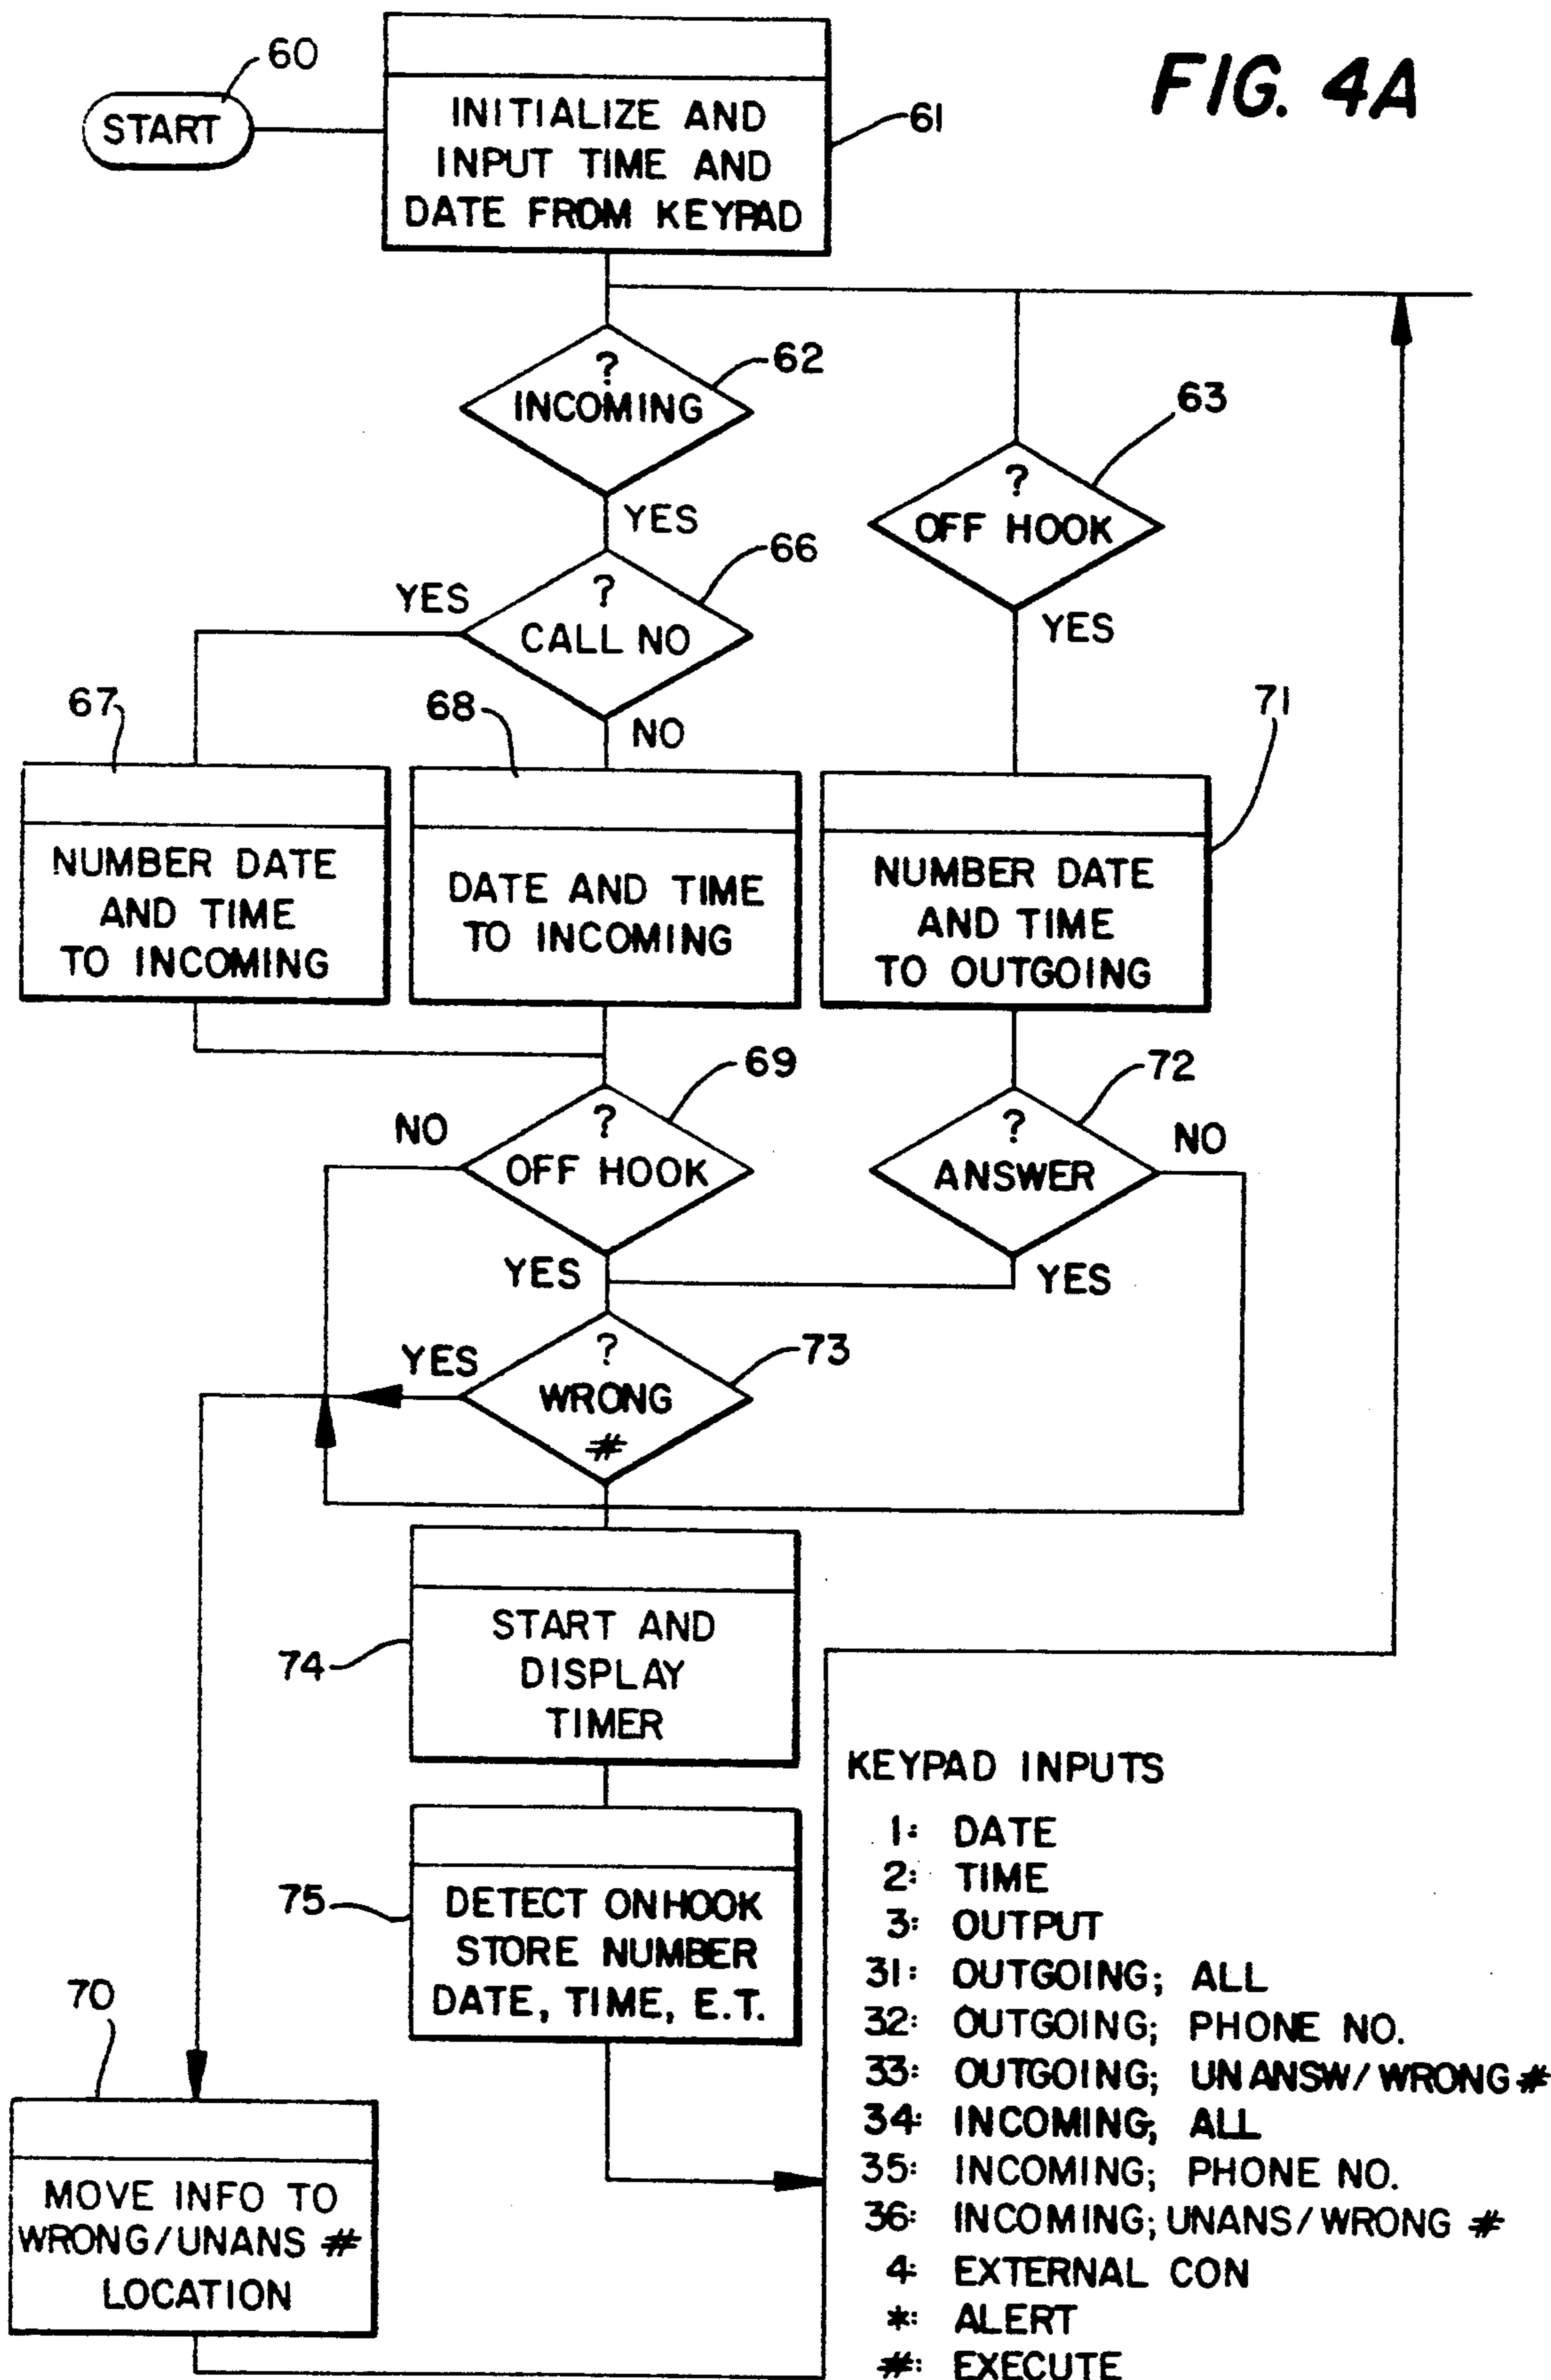 FIG. 4A
60
START
INITIALIZE AND
INPUT TIME AND
DATE FROM KEYPAD
61
?
INCOMING
62
YES
?
OFF HOOK
63
YES
?
CALL NO
66
YES
NO
67
NUMBER DATE
AND TIME
TO INCOMING
68
DATE AND TIME
TO INCOMING
71
NUMBER DATE
AND TIME
TO OUTGOING
?
OFF HOOK
69
NO
YES
?
ANSWER
72
NO
YES
?
WRONG
#
73
YES
74
START AND
DISPLAY
TIMER
75
DETECT ONHOOK
STORE NUMBER
DATE, TIME, E.T.
70
MOVE INFO TO
WRONG/UNANS #
LOCATION
KEYPAD INPUTS
1: DATE
2: TIME
3: OUTPUT
31: OUTGOING; ALL
32: OUTGOING; PHONE NO.
33: OUTGOING; UNANSW/WRONG #
34: INCOMING; ALL
35: INCOMING; PHONE NO.
36: INCOMING; UNANS/WRONG #
4: EXTERNAL CON
*: ALERT
#: EXECUTE